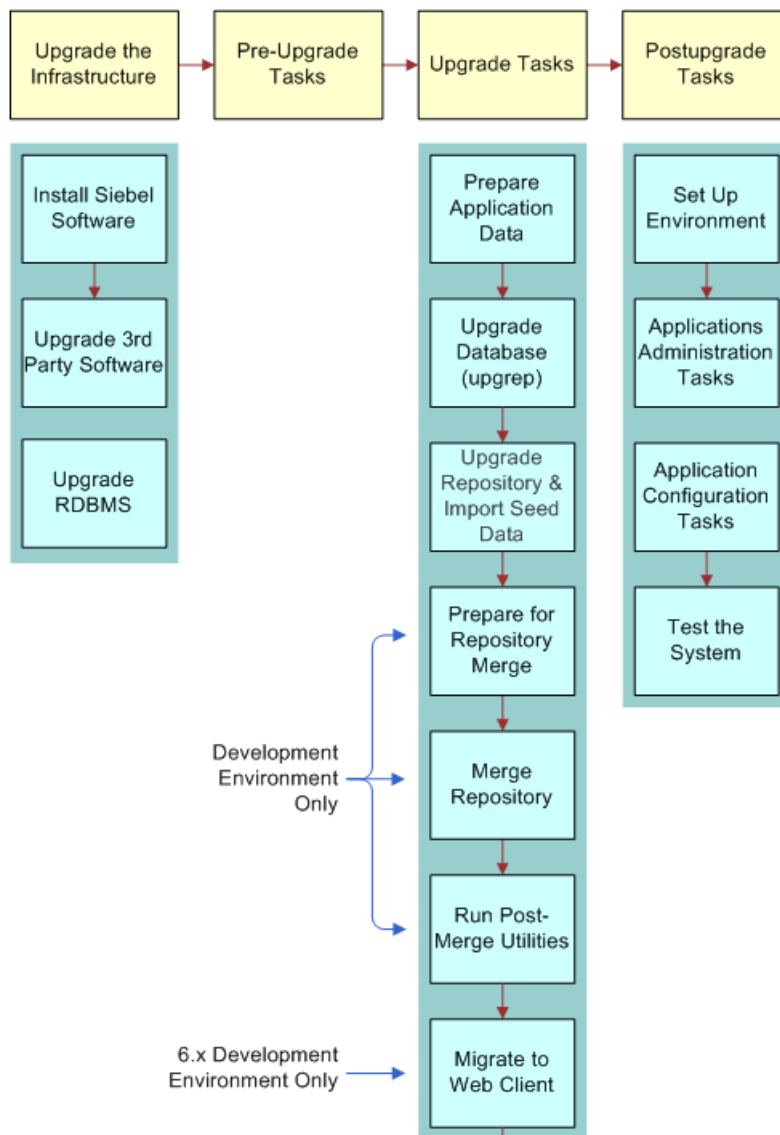 Upgrade the
Infrastructure
Pre-Upgrade
Tasks
Upgrade Tasks
Postupgrade
Tasks
Install Siebel
Software
Upgrade 3rd
Party Software
Upgrade
RDBMS
Prepare
Application
Data
Upgrade
Database
(upgrep)
Upgrade
Repository &
Import Seed
Data
Prepare for
Repository
Merge
Development
Environment
Only
Merge
Repository
Run Post-
Merge Utilities
6.x Development
Environment Only
Migrate to
Web Client
Set Up
Environment
Applications
Administration
Tasks
Application
Configuration
Tasks
Test the
System